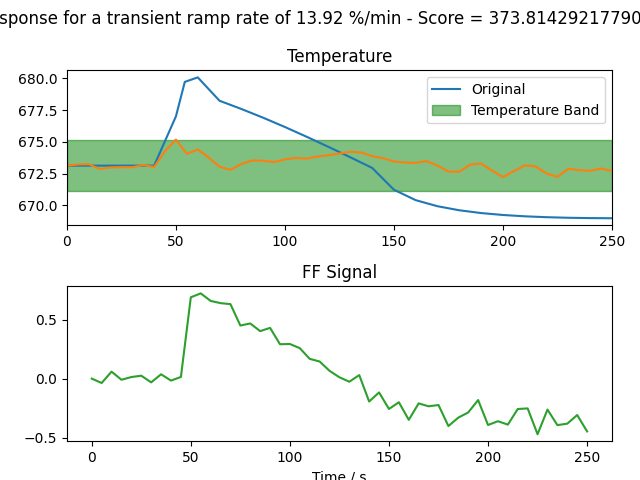 sponse for a transient ramp rate of 13.92 %/min - Score = 373.81429217790
Temperature
680.0
677.5
675.0
672.5
670.0
Original
Temperature Band
0 50 100 150 200 250
FF Signal
0.5
0.0
−0.5
0 50 100 150 200 250
Time / s